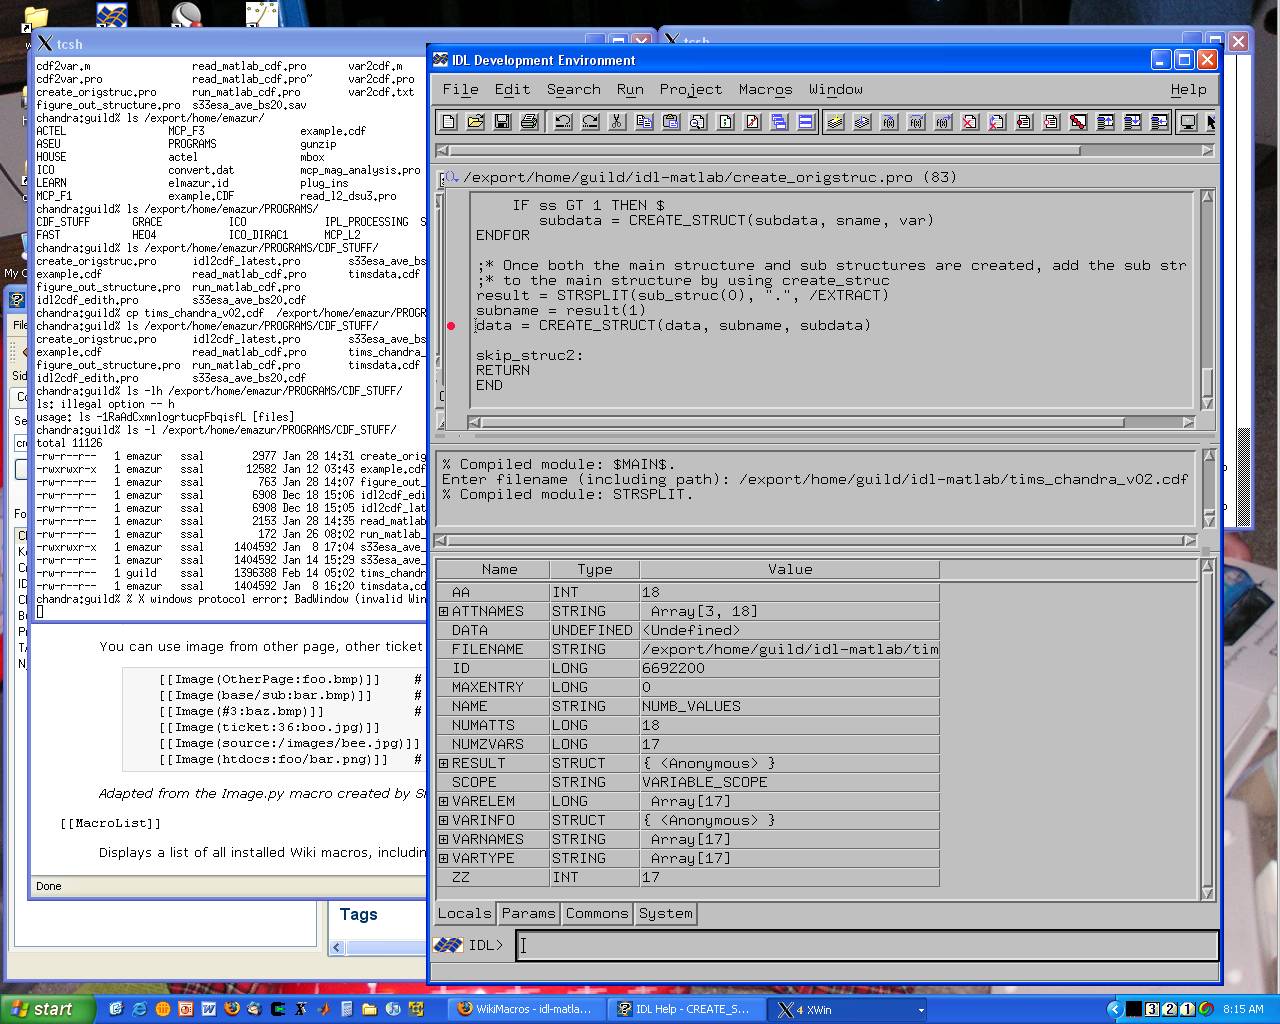 tcsh
cdf2var.m read_matlab_cdf.pro var2cdf.m
cdf2var.pro read_matlab_cdf.pro~ var2cdf.pro
create_origstruc.pro run_matlab_cdf.pro var2cdf.txt
figure_out_structure.pro s33esa_ave_bs20.sav
chandra:guild% ls /export/home/emazur/
ACTEL MCP_F3 example.cdf
ASEU PROGRAMS gunzip
HOUSE actel mbox
ICO convert.dat mcp_mag_analysis.pro
LEARN elmazur.id plug_ins
MCP_F1 example.CDF read_l2_dsu3.pro
chandra:guild% ls /export/home/emazur/PROGRAMS/
CDF_STUFF GRACE ICO IPL_PROCESSING S
FAST HEO4 ICO_DIRAC1 MCP_L2
chandra:guild% ls /export/home/emazur/PROGRAMS/CDF_STUFF/
create_origstruc.pro idl2cdf_latest.pro s33esa_ave_bs
example.cdf read_matlab_cdf.pro timsdata.cdf
figure_out_structure.pro run_matlab_cdf.pro
idl2cdf_edith.pro s33esa_ave_bs20.cdf
chandra:guild% cp tims_chandra_v02.cdf /export/home/emazur/PROG
chandra:guild% ls /export/home/emazur/PROGRAMS/CDF_STUFF/
create_origstruc.pro idl2cdf_latest.pro s33esa_ave_bs
example.cdf read_matlab_cdf.pro tims_chandra_
figure_out_structure.pro run_matlab_cdf.pro timsdata.cdf
idl2cdf_edith.pro s33esa_ave_bs20.cdf
chandra:guild% ls -lh /export/home/emazur/PROGRAMS/CDF_STUFF/
ls: illegal option -- h
usage: ls -1RaAdCxmnlogrtucpFbqisfL [files]
chandra:guild% ls -l /export/home/emazur/PROGRAMS/CDF_STUFF/
total 11126
-rw-r--r-- 1 emazur ssal 2977 Jan 28 14:31 create_orig
-rwxrwxr-x 1 emazur ssal 12582 Jan 12 03:43 example.cdf
-rw-r--r-- 1 emazur ssal 763 Jan 28 14:07 figure_out_
-rw-r--r-- 1 emazur ssal 6908 Dec 18 15:06 idl2cdf_edi
-rw-r--r-- 1 emazur ssal 6908 Dec 18 15:05 idl2cdf_lat
-rw-r--r-- 1 emazur ssal 2153 Jan 28 14:35 read_matlab
-rw-r--r-- 1 emazur ssal 172 Jan 26 08:02 run_matlab_
-rwxrwxr-x 1 emazur ssal 1404592 Jan 8 17:04 s33esa_ave_
-rw-r--r-- 1 emazur ssal 1404592 Jan 14 15:29 s33esa_ave_
-rw-r--r-- 1 guild ssal 1396388 Feb 14 05:02 tims_chandr
-rw-r--r-- 1 emazur ssal 1404592 Jan 8 16:20 timsdata.cd
chandra:guild% % X windows protocol error: BadWindow (invalid Win
You can use image from other page, other ticket
[[Image(OtherPage:foo.bmp)]] #
[[Image(base/sub:bar.bmp)]] #
[[Image(#3:baz.bmp)]] #
[[Image(ticket:36:boo.jpg)]]
[[Image(source:/images/bee.jpg)]]
[[Image(htdocs:foo/bar.png)]] #
Adapted from the Image.py macro created by
[[MacroList]]
Displays a list of all installed Wiki macros, includin
Done
Tags
IDL Development Environment
File Edit Search Run Project Macros Window Help
/export/home/guild/idl-matlab/create_origstruc.pro (83)
IF ss GT 1 THEN $
subdata = CREATE_STRUCT(subdata, sname, var)
ENDFOR
;* Once both the main structure and sub structures are created, add the sub str
;* to the main structure by using create_struc
result = STRSPLIT(sub_struc(0), ".", /EXTRACT)
subname = result(1)
data = CREATE_STRUCT(data, subname, subdata)
skip_struc2:
RETURN
END
% Compiled module: $MAIN$.
Enter filename (including path): /export/home/guild/idl-matlab/tims_chandra_v02.cdf
% Compiled module: STRSPLIT.
Name Type Value
AA INT 18
ATTNAMES STRING Array[3, 18]
DATA UNDEFINED <Undefined>
FILENAME STRING /export/home/guild/idl-matlab/tim
ID LONG 6692200
MAXENTRY LONG 0
NAME STRING NUMB_VALUES
NUMATTS LONG 18
NUMZVARS LONG 17
RESULT STRUCT { <Anonymous> }
SCOPE STRING VARIABLE_SCOPE
VARELEM LONG Array[17]
VARINFO STRUCT { <Anonymous> }
VARNAMES STRING Array[17]
VARTYPE STRING Array[17]
ZZ INT 17
Locals Params Commons System
IDL>
start WikiMacros - idl-matla... IDL Help - CREATE_S... 4 XWin 3 2 1 8:15 AM